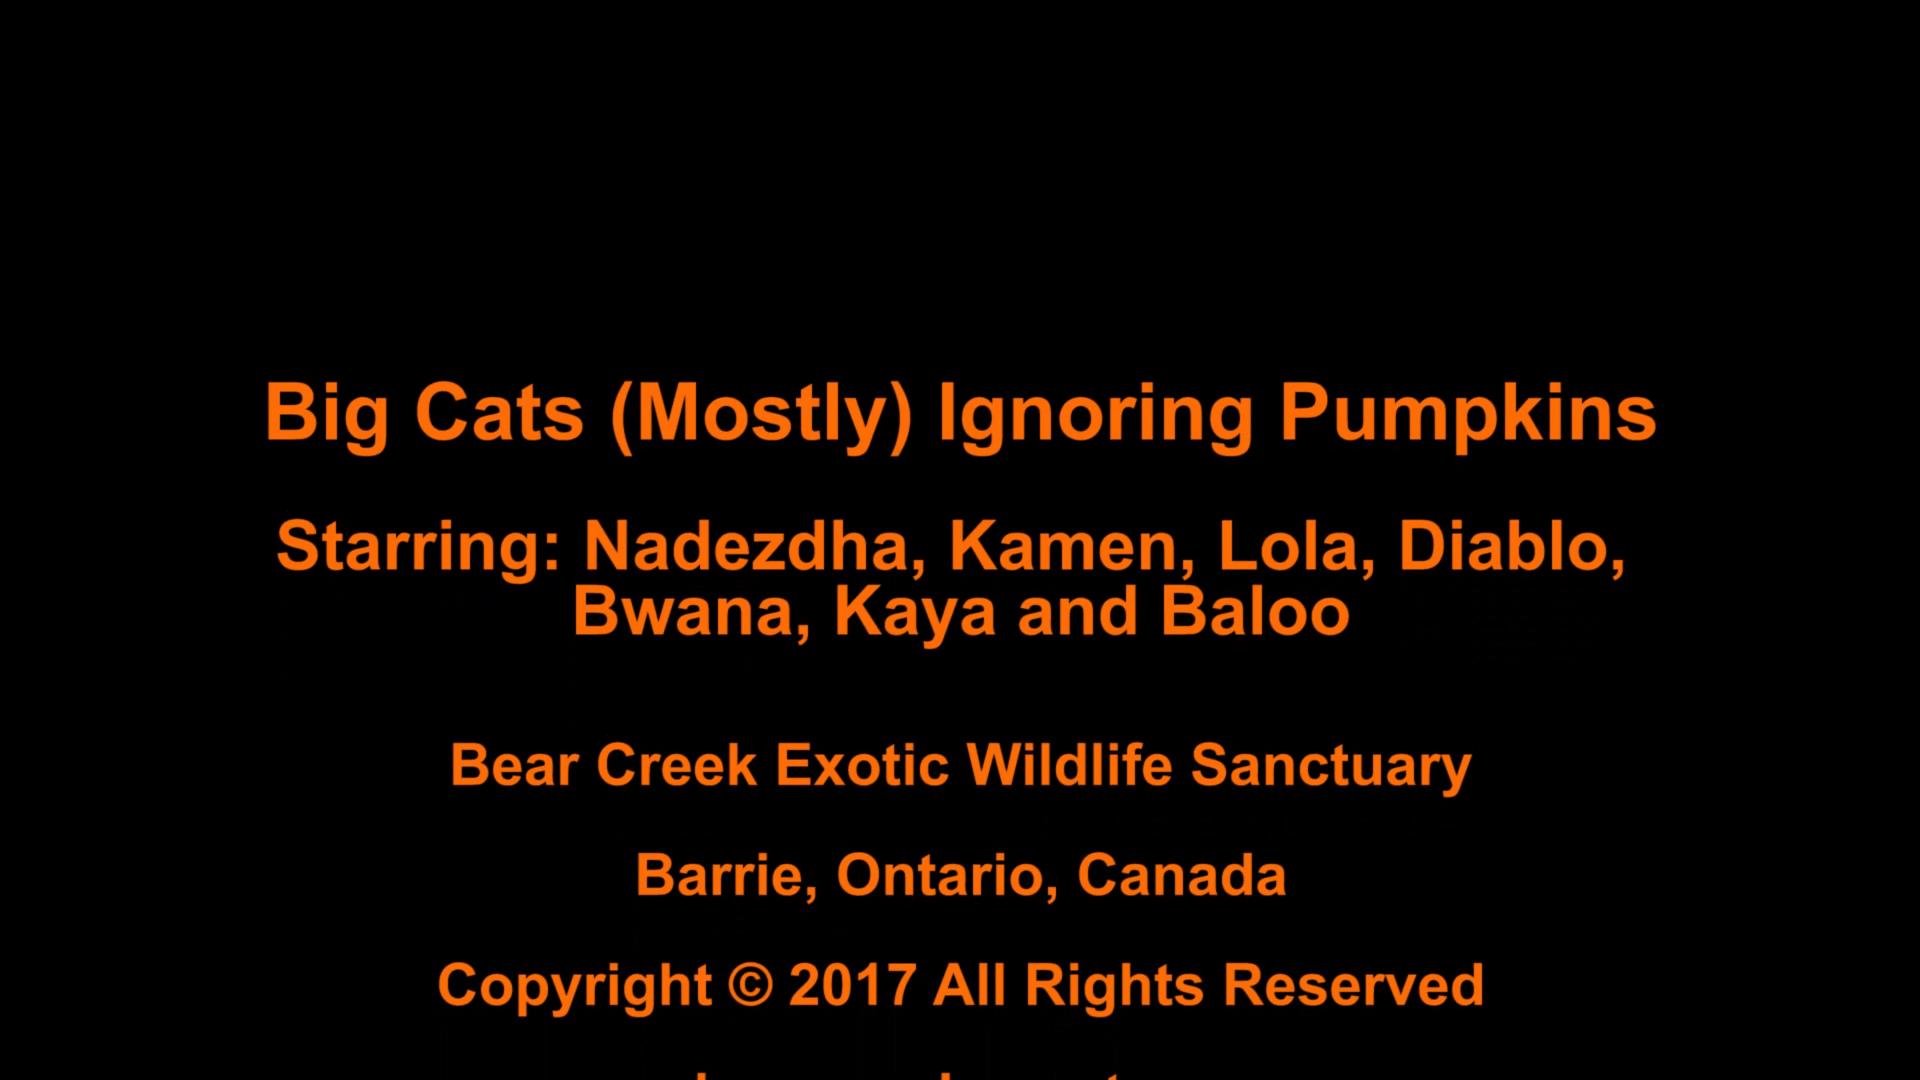 Big Cats (Mostly) Ignoring Pumpkins
Starring: Nadezdha, Kamen, Lola, Diablo,
Bwana, Kaya and Baloo
Bear Creek Exotic Wildlife Sanctuary
Barrie, Ontario, Canada
Copyright © 2017 All Rights Reserved